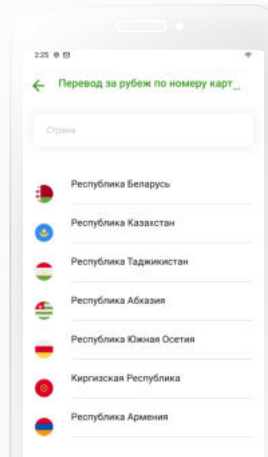 2:25
Перевод за рубеж по номеру карт...
Страна
Республика Беларусь
Республика Казахстан
Республика Таджикистан
Республика Абхазия
Республика Южная Осетия
Киргизская Республика
Республика Армения